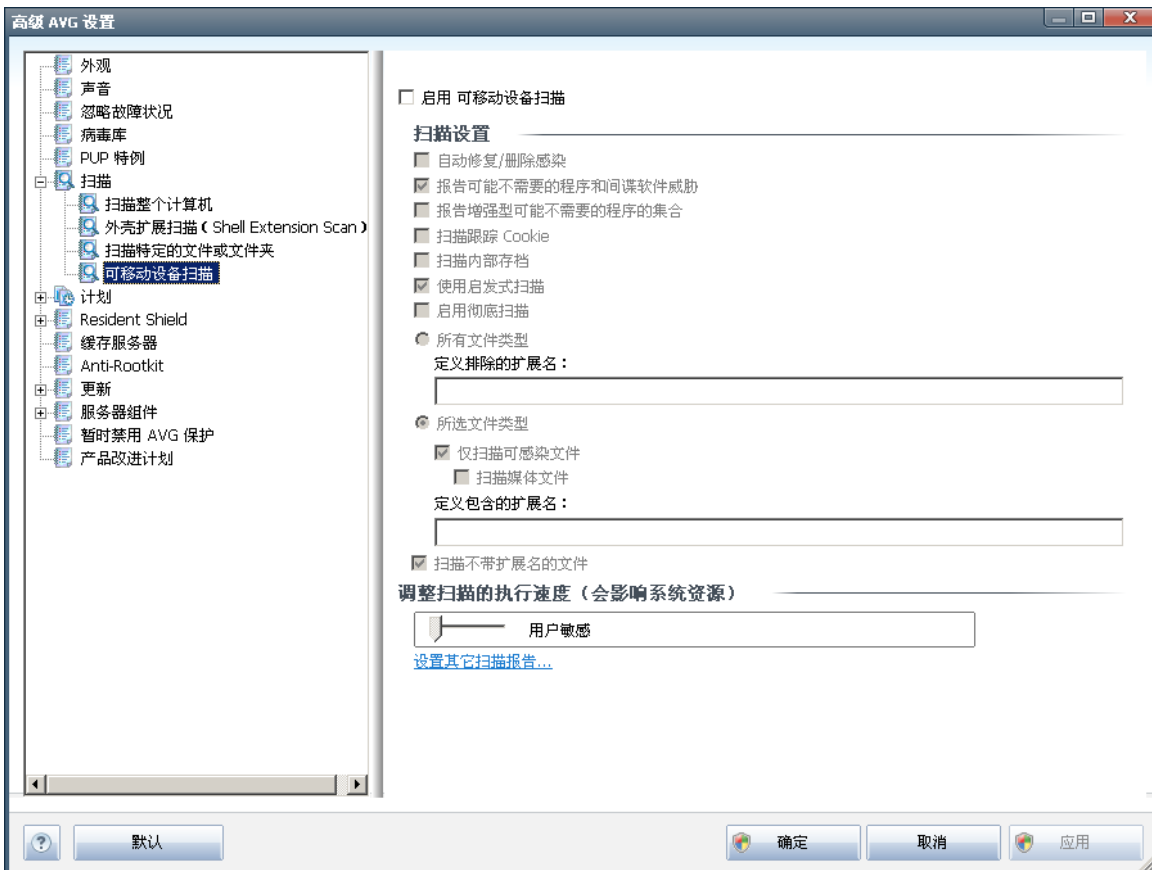 高级 AVG 设置
外观
声音
忽略故障状况
病毒库
PUP 特例
扫描
扫描整个计算机
外壳扩展扫描（Shell Extension Scan）
扫描特定的文件或文件夹
可移动设备扫描
计划
Resident Shield
缓存服务器
Anti-Rootkit
更新
服务器组件
暂时禁用 AVG 保护
产品改进计划
启用 可移动设备扫描
扫描设置
自动修复/删除感染
报告可能不需要的程序和间谍软件威胁
报告增强型可能不需要的程序的集合
扫描跟踪 Cookie
扫描内部存档
使用启发式扫描
启用彻底扫描
所有文件类型
定义排除的扩展名：
所选文件类型
仅扫描可感染文件
扫描媒体文件
定义包含的扩展名：
扫描不带扩展名的文件
调整扫描的执行速度（会影响系统资源）
用户敏感
设置其它扫描报告...
?
默认
确定
取消
应用